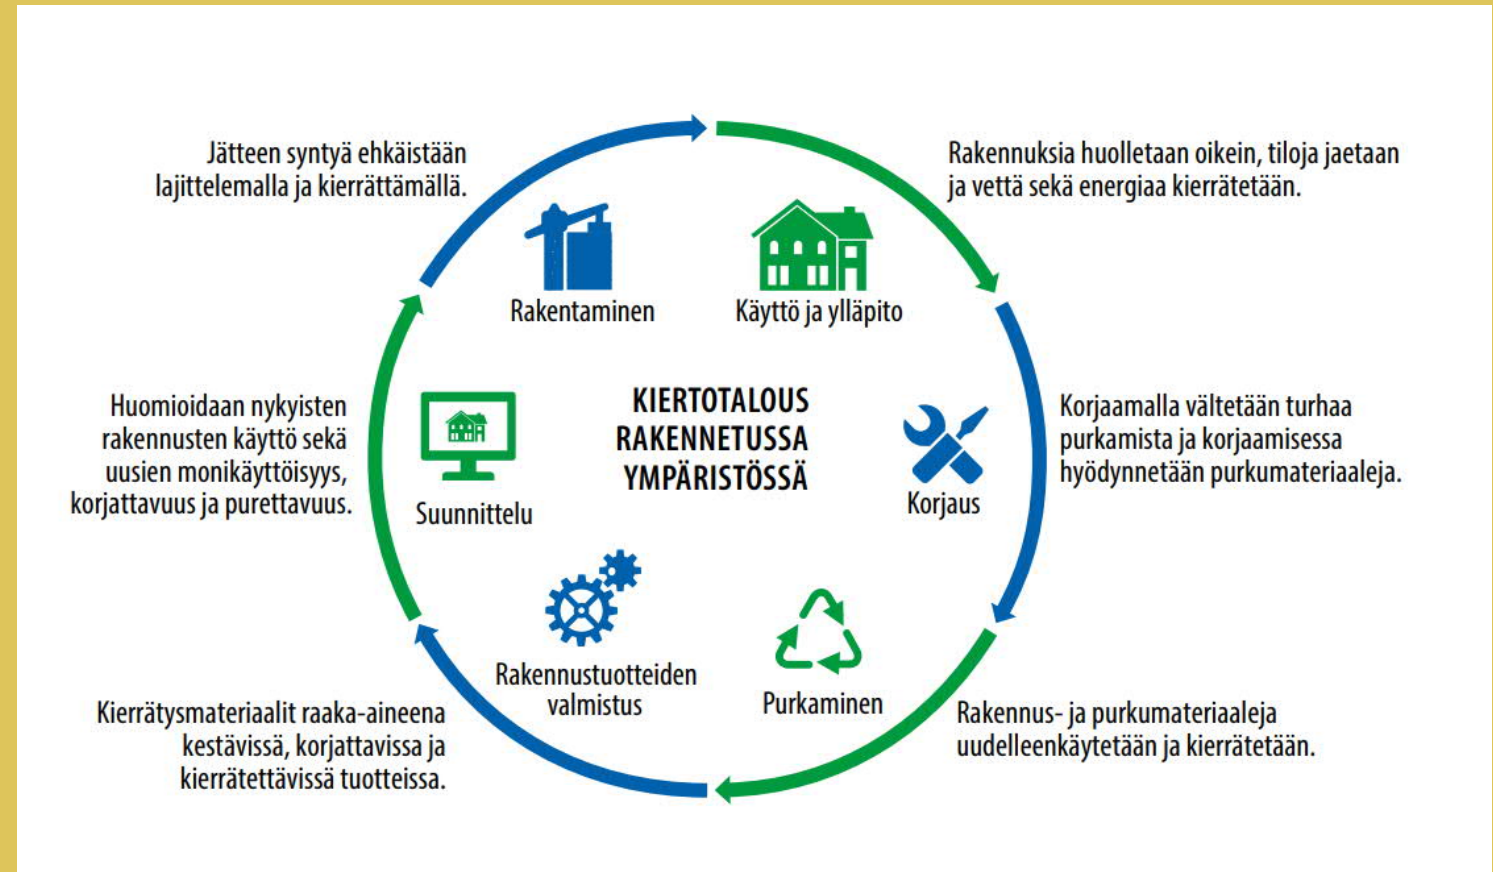 Jätteen syntyä ehkäistään
lajittelemalla ja kierrättämällä.
Rakennuksia huolletaan oikein, tiloja jaetaan
ja vettä sekä energiaa kierrätetään.
Rakentaminen
Käyttö ja ylläpito
Huomioidaan nykyisten
rakennusten käyttö sekä
uusien monikäyttöisyys,
korjattavuus ja purettavuus.
Suunnittelu
KIERTOTALOUS
RAKENNETUSSA
YMPÄRISTÖSSÄ
Korjaus
Korjaamalla vältetään turhaa
purkamista ja korjaamisessa
hyödynnetään purkumateriaaleja.
Rakennustuotteiden
valmistus
Purkaminen
Kierrätysmateriaalit raaka-aineena
kestävissä, korjattavissa ja
kierrätettävissä tuotteissa.
Rakennus- ja purkumateriaaleja
uudelleenkäytetään ja kierrätetään.